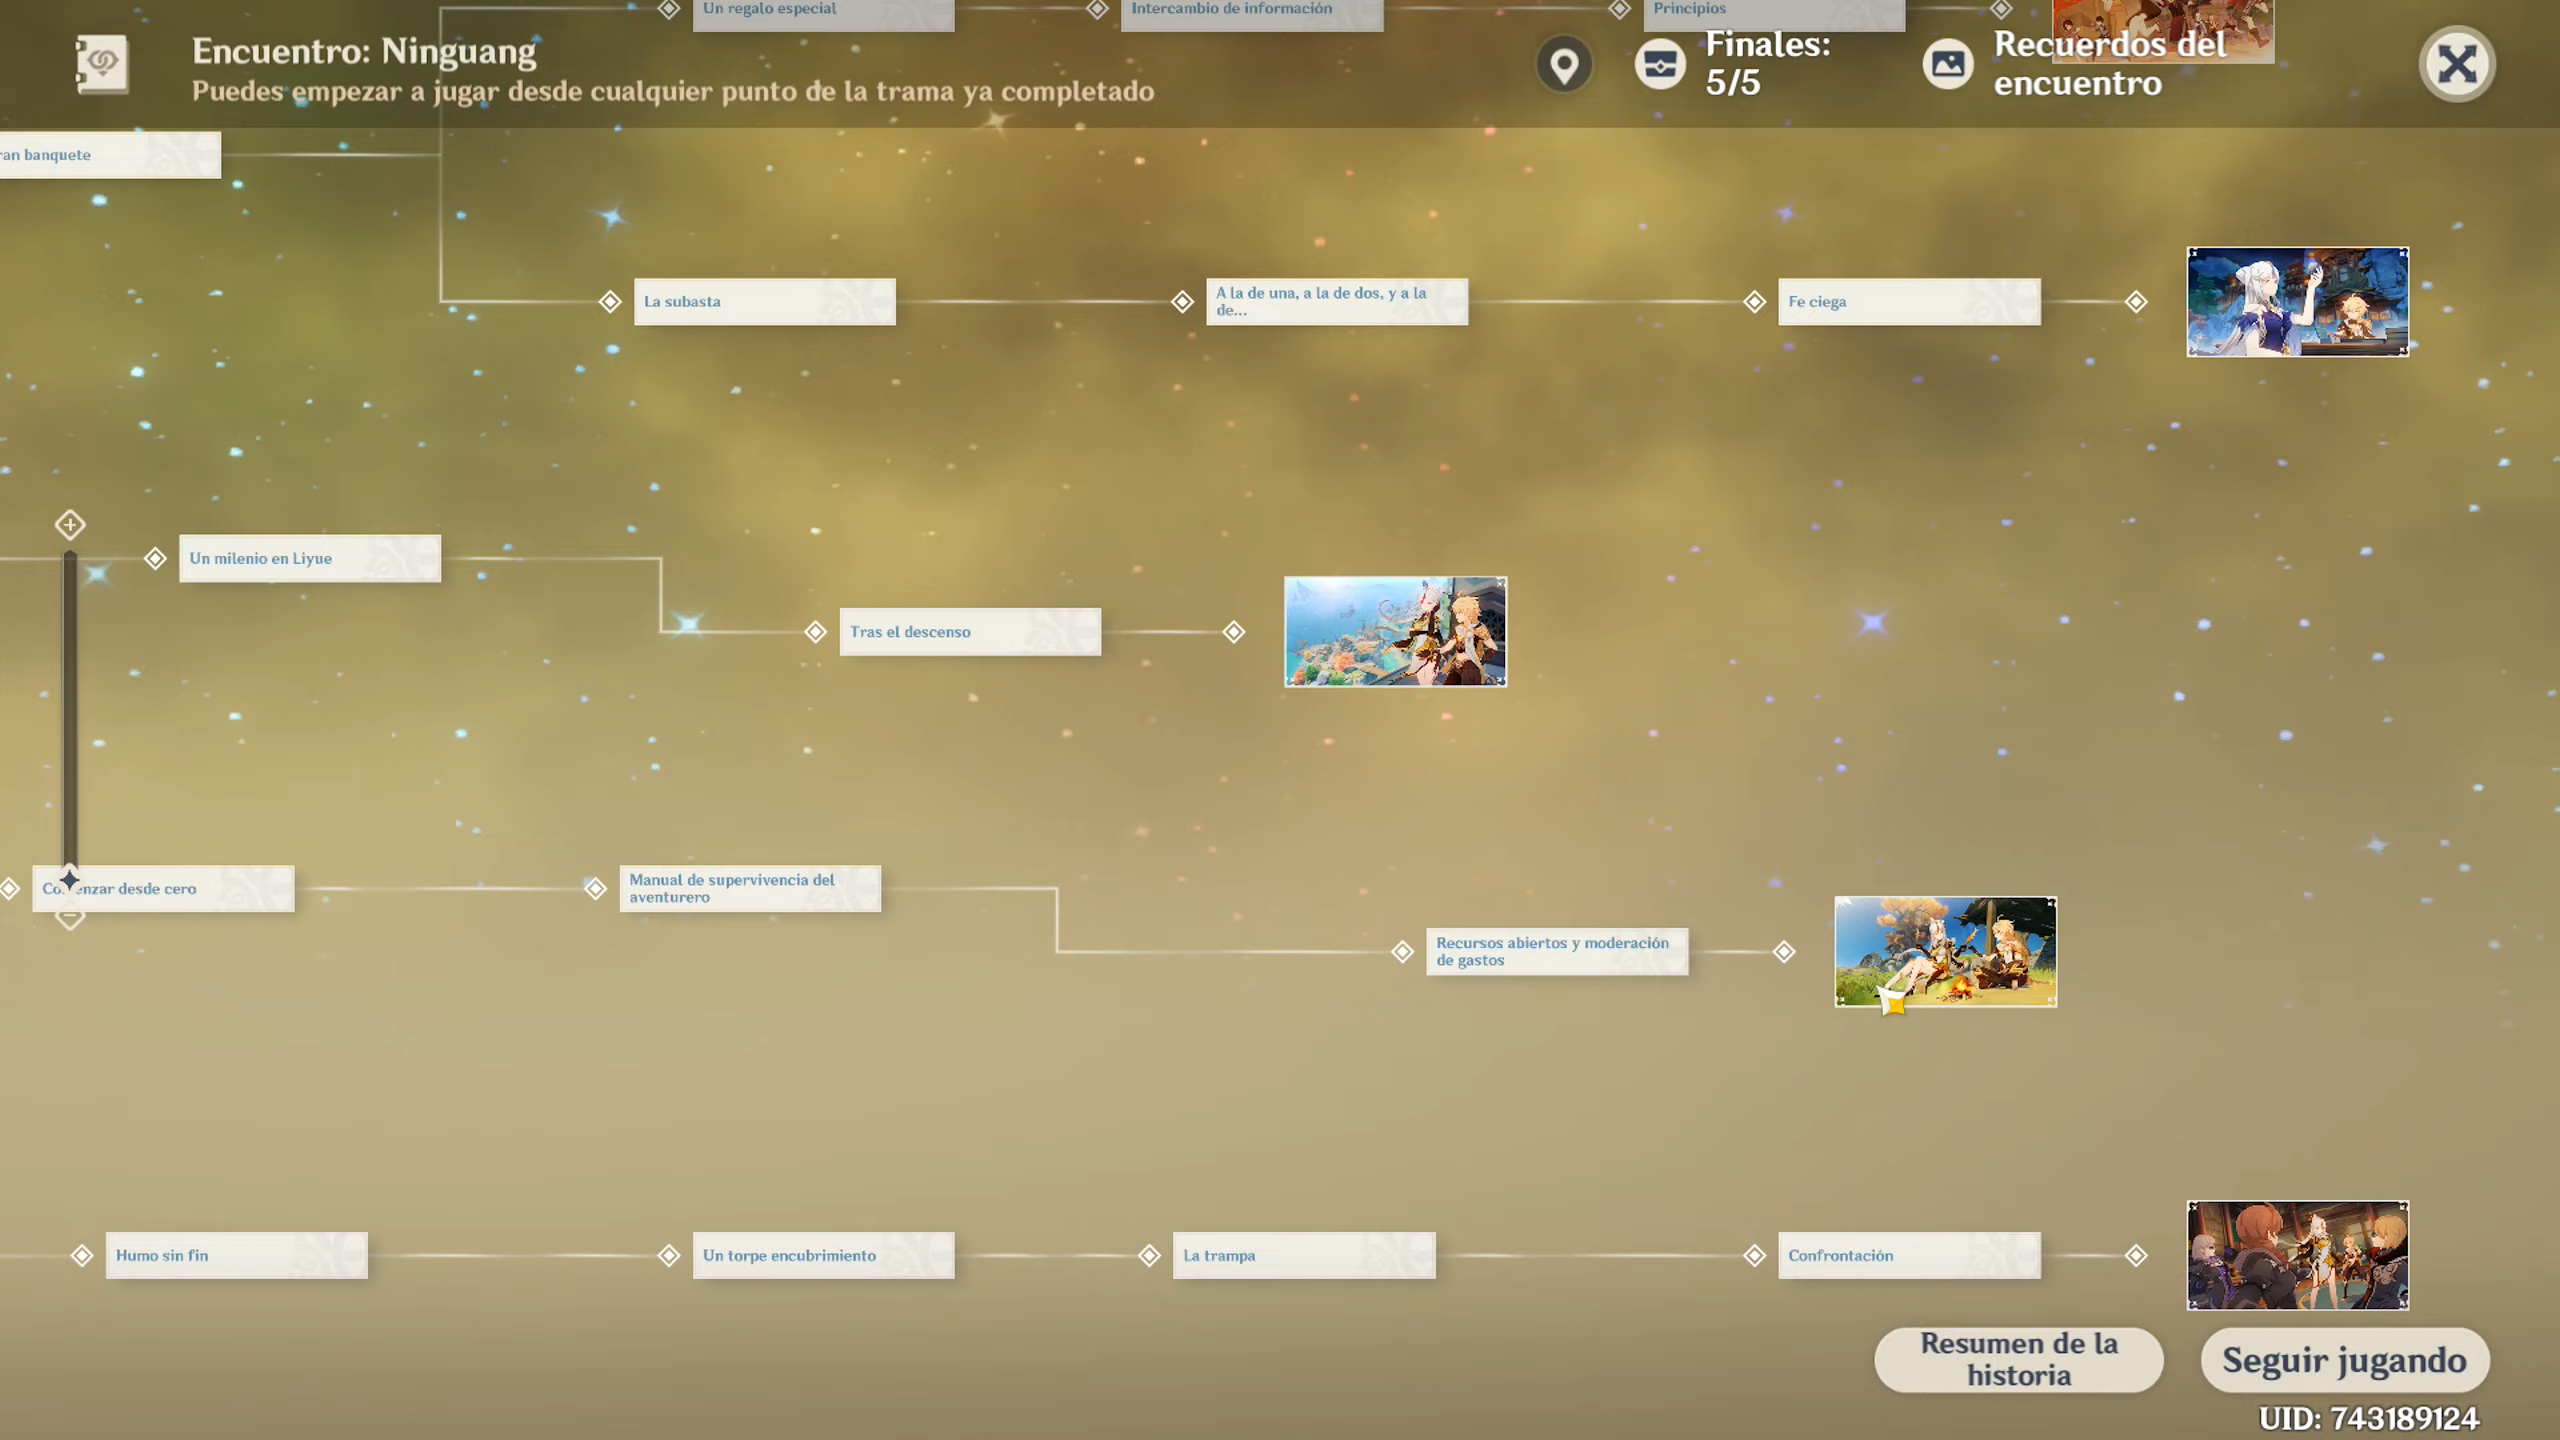 Un regalo especial
Intercambio de información
Principios
Encuentro: Ninguang
Puedes empezar a jugar desde cualquier punto de la trama ya completado
Finales:
5/5
Recuerdos del
encuentro
ran banquete
La subasta
A la de una, a la de dos, y a la
de...
Fe ciega
Un milenio en Liyue
Tras el descenso
Co enzar desde cero
Manual de supervivencia del
aventurero
Recursos abiertos y moderación
de gastos
Humo sin fin
Un torpe encubrimiento
La trampa
Confrontación
Resumen de la
historia
Seguir jugando
UID: 743189124